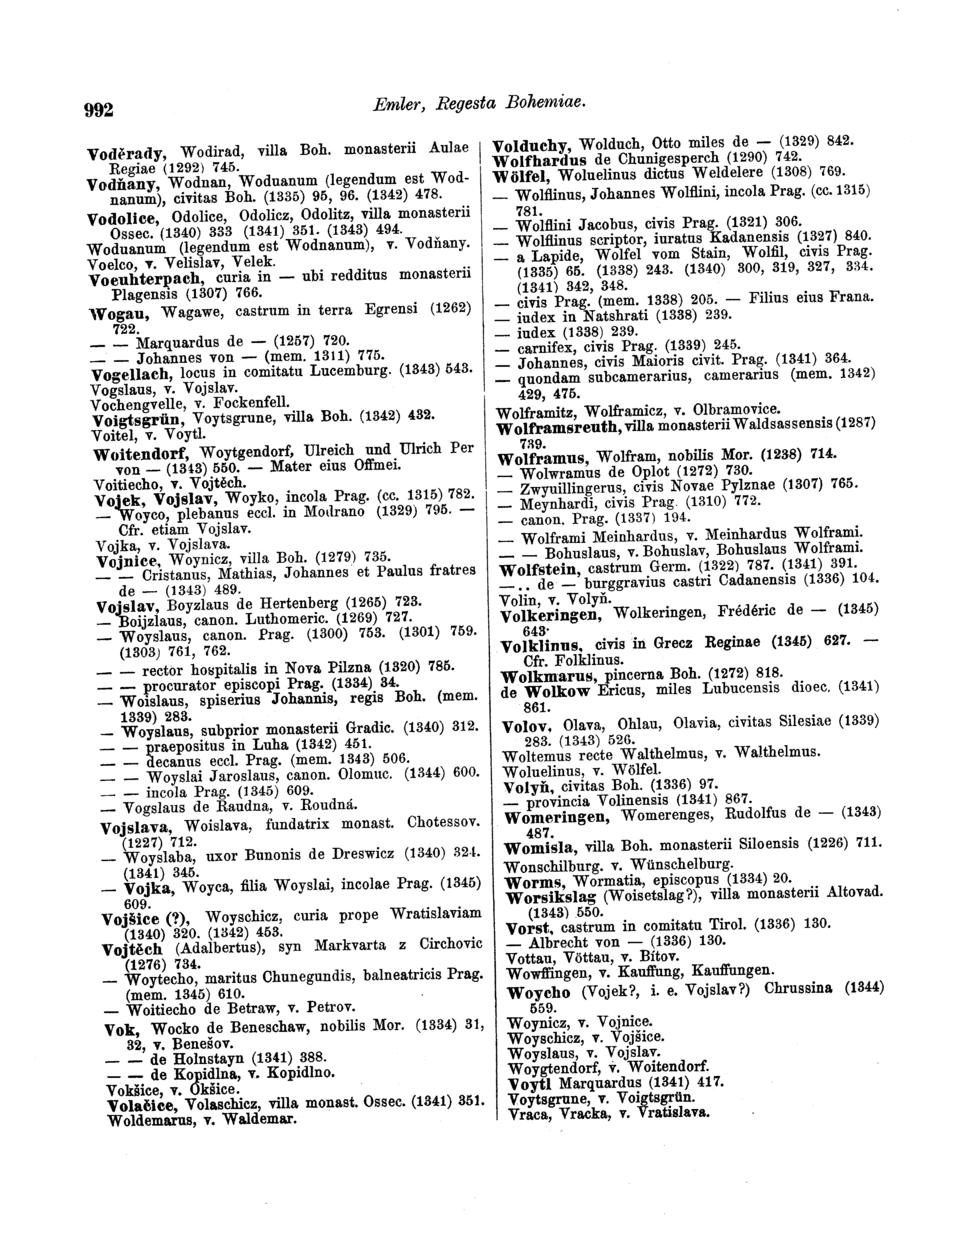 992
Emler, Regesta Bohemiae.
Voděrady, Wodirad, villa Boh. monasterii Aulae
Regiae (1292) 745.
Vodňany, Wodnan, Woduanum (legendum est Wod-
nanum), civitas Boh. (1335) 95, 96. (1342) 478.
Vodolice, Odolice, Odolicz, Odolitz, villa monasterii
Ossec. (1340) 333 (1341) 351. (1343) 494.
Woduanum (legendum est Wodnanum), v. Vodňany.
Voelco, v. Velislav, Velek.
Voeuhterpach, curia in — ubi redditus monasterii
Plagensis (1307) 766.
Wogau, Wagawe, castrum in terra Egrensi (1262)
722.
— — Marquardus de — (1257) 720.
— — Johannes von — (mem. 1311) 775.
Vogellach, locus in comitatu Lucemburg. (1343) 543.
Vogslaus, v. Vojslav.
Vochengvelle, v. Fockenfell.
Voigtsgrün, Voytsgrune, villa Boh. (1342) 432.
Voitel, v. Voytl.
Woitendorf, Woytgendorf, Ulreich und Ulrich Per
von — (1343) 550. — Mater eius Offmei.
Voitiecho, v. Vojtěch.
Vojek, Vojslav, Woyko, incola Prag. (cc. 1315) 782.
— Woyco, plebanus eccl. in Modrano (1329) 795. —
Cfr. etiam Vojslav.
Vojka, v. Vojslava.
Vojnice, Woynicz, villa Boh. (1279) 735.
— — Cristanus, Mathias, Johannes et Paulus fratres
de — (1343) 489.
Vojslav, Boyzlaus de Hertenberg (1265) 723.
— Boijzlaus, canon. Luthomeric. (1269) 727.
— Woyslaus, canon. Prag. (1300) 753. (1301) 759.
(1303) 761, 762.
— — rector hospitalis in Nova Pilzna (1320) 785.
— — procurator episcopi Prag. (1334) 34.
— Woislaus, spiserius Johannis, regis Boh. (mem.
1339) 283.
— Woyslaus, subprior monasterii Gradic. (1340) 312.
— — praepositus in Luha (1342) 451.
— — decanus eccl. Prag. (mem. 1343) 506.
— — Woyslai Jaroslaus, canon. Olomuc. (1344) 600.
— — incola Prag. (1345) 609.
— Vogslaus de Raudna, v. Roudná.
Vojslava, Woislava, fundatrix monast. Chotessov.
(1227) 712.
— Woyslaba, uxor Bunonis de Dreswicz (1340) 324.
(1341) 345.
— Vojka, Woyca, filia Woyslai, incolae Prag. (1345)
609.
Vojšice (?), Woyschicz, curia prope Wratislaviam
(1340) 320. (1342) 453.
Vojtěch (Adalbertus), syn Markvarta z Circhovic
(1276) 734.
— Woytecho, maritus Chunegundis, balneatricis Prag.
(mem. 1345) 610.
— Woitiecho de Betraw, v. Petrov.
Vok, Wocko de Beneschaw, nobilis Mor. (1334) 31,
32, v. Benešov.
— — de Holnstayn (1341) 388.
— — de Kopidlna, v. Kopidlno.
Vokšice, v. Okšice.
Volačice, Volaschicz, villa monast. Ossec. (1341) 351.
Woldemarus, v. Waldemar.
Volduchy, Wolduch, Otto miles de — (1329) 842.
Wolfhardus de Chunigesperch (1290) 742.
Wölfel, Woluelinus dictus Weldelere (1308) 769.
— Wolflinus, Johannes Wolflini, incola Prag. (cc. 1315)
781.
— Wolflini Jacobus, civis Prag. (1321) 306.
— Wolflinus scriptor, iuratus Kadanensis (1327) 840.
— a Lapide, Wölfel vom Stain, Wolfil, civis Prag.
(1335) 65. (1338) 243. (1340) 300, 319, 327, 334.
(1341) 342, 348.
— civis Prag. (mem. 1338) 205. — Filius eius Frana.
— iudex in Natshrati (1338) 239.
— iudex (1338) 239.
— carnifex, civis Prag. (1339) 245.
— Johannes, civis Maioris civit. Prag. (1341) 364.
— quondam subcamerarius, camerarius (mem. 1342)
429, 475.
Wolframitz, Wolframicz, v. Olbramovice.
Wolframsreuth, villa monasterii Waldsassensis (1287)
739.
Wolframus, Wolfram, nobilis Mor. (1238) 714.
— Wolwramus de Oplot (1272) 730.
— Zwyuillingerus, civis Novae Pylznae (1307) 765.
— Meynhardi, civis Prag. (1310) 772.
— canon. Prag. (1337) 194.
— Wolframi Meinhardus, v. Meinhardus Wolframi.
— — Bohuslaus, v. Bohuslav, Bohuslaus Wolframi.
Wolfstein, castrum Germ. (1322) 787. (1341) 391.
—.. de — burggravius castri Cadanensis (1336) 104.
Volin, v. Volyň.
Volkeringen, Wolkeringen, Frédéric de — (1345)
643.
Volklinus, civis in Grecz Reginae (1345) 627. —
Cfr. Folklinus.
Wolkmarus, pincerna Boh. (1272) 818.
de Wolkow Ericus, miles Lubucensis dioec. (1341)
861.
Volov, Olava, Ohlau, Olavia, civitas Silesiae (1339)
283. (1343) 526.
Woltemus recte Walthelmus, v. Walthelmus.
Woluelinus, v. Wölfel.
Volyň, civitas Boh. (1336) 97.
— provincia Volinensis (1341) 867.
Womeringen, Womerenges, Rudolfus de — (1343)
487.
Womisla, villa Boh. monasterii Siloensis (1226) 711.
Wonschilburg. v. Wünschelburg.
Worms, Wormatia, episcopus (1334) 20.
Worsikslag (Woisetslag?), villa monasterii Altovad.
(1343) 550.
Vorst, castrum in comitatu Tirol. (1336) 130.
— Albrecht von — (1336) 130.
Vottau, Vöttau, v. Bítov.
Wowffingen, v. Kauffung, Kauffungen.
Woycho (Vojek?, i. e. Vojslav?) Chrussina (1344)
559.
Woynicz, v. Vojnice.
Woyschicz, v. Vojšice.
Woyslaus, v. Vojslav.
Woygtendorf, v. Woitendorf.
Voytl Marquardus (1341) 417.
Voytsgrune, v. Voigtsgrün.
Vraca, Vracka, v. Vratislava.